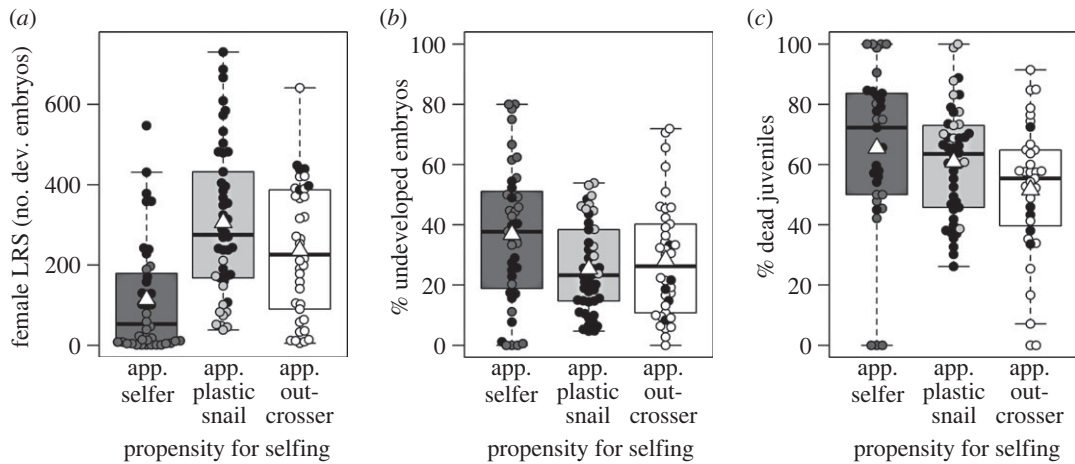 (a)
female LRS (no. dev. embryos)
600
400
200
0
app. selfer
app. plastic snail
app. out-crosser
propensity for selfing
(b)
% undeveloped embryos
100
80
60
40
20
0
app. selfer
app. plastic snail
app. out-crosser
propensity for selfing
(c)
% dead juveniles
100
80
60
40
20
0
app. selfer
app. plastic snail
app. out-crosser
propensity for selfing